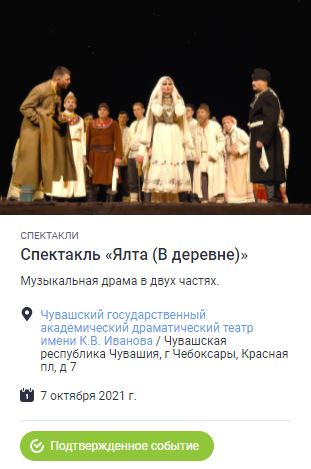 СПЕКТАКЛИ
Спектакль «Ялта (В деревне)»
Музыкальная драма в двух частях.
Чувашский государственный
академический драматический театр
имени К.В. Иванова / Чувашская
республика Чувашия, г Чебоксары, Красная
пл, д 7
7 октября 2021 г.
Подтвержденное событие